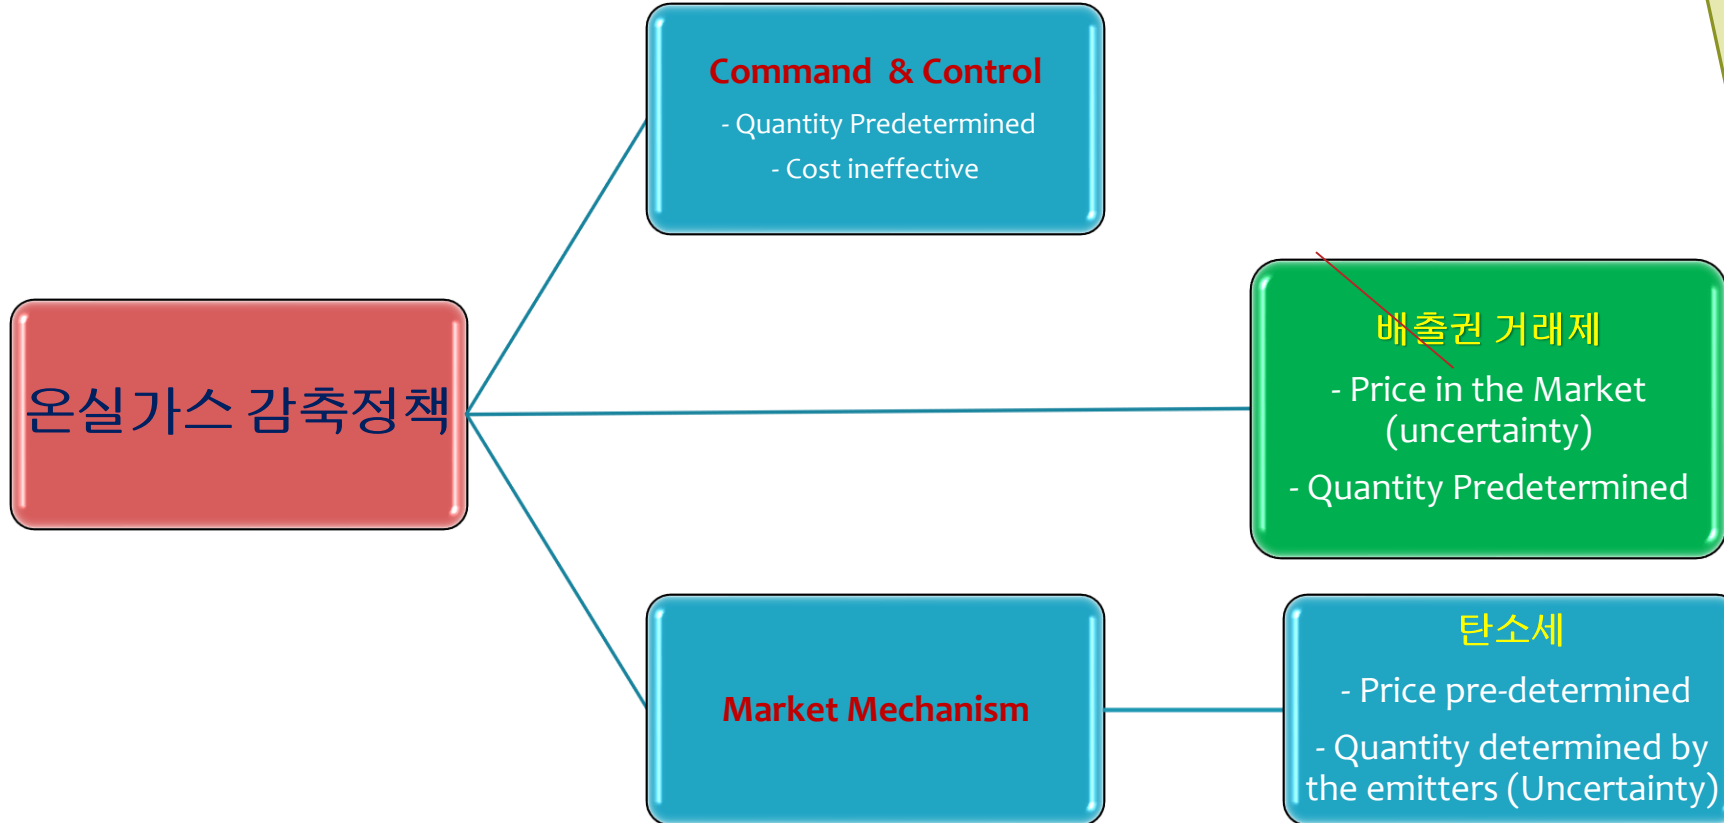 Command & Control
- Quantity Predetermined
- Cost ineffective
온실가스 감축정책
배출권 거래제
- Price in the Market
(uncertainty)
- Quantity Predetermined
Market Mechanism
탄소세
- Price pre-determined
- Quantity determined by
the emitters (Uncertainty)